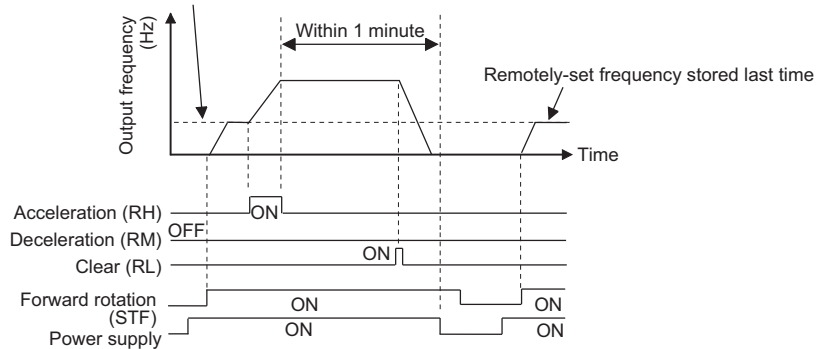 Output frequency
(Hz)
Within 1 minute
Remotely-set frequency stored last time
Time
Acceleration (RH)
ON
Deceleration (RM)
OFF
Clear (RL)
ON
Forward rotation
(STF)
ON
ON
Power supply
ON
ON